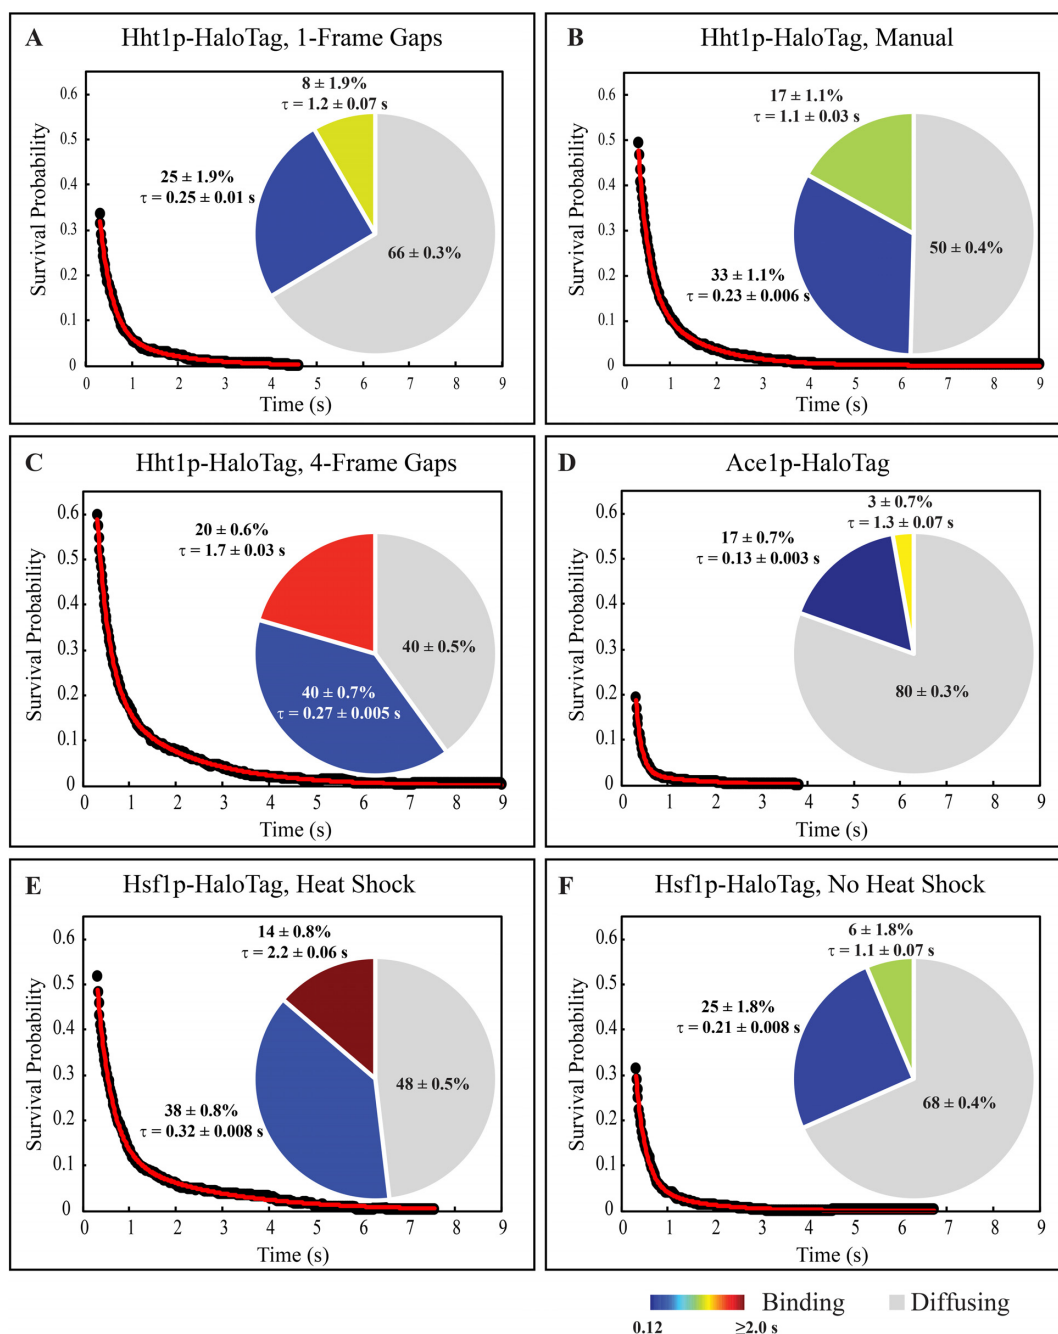 A Hht1p-HaloTag, 1-Frame Gaps
8 ± 1.9%
τ = 1.2 ± 0.07 s
25 ± 1.9%
τ = 0.25 ± 0.01 s
66 ± 0.3%
Survival Probability
0.6
0.5
0.4
0.3
0.2
0.1
0
0 1 2 3 4 5 6 7 8 9
Time (s)
B Hht1p-HaloTag, Manual
17 ± 1.1%
τ = 1.1 ± 0.03 s
33 ± 1.1%
τ = 0.23 ± 0.006 s
50 ± 0.4%
Survival Probability
0.6
0.5
0.4
0.3
0.2
0.1
0
0 1 2 3 4 5 6 7 8 9
Time (s)
C Hht1p-HaloTag, 4-Frame Gaps
20 ± 0.6%
τ = 1.7 ± 0.03 s
40 ± 0.7%
τ = 0.27 ± 0.005 s
40 ± 0.5%
Survival Probability
0.6
0.5
0.4
0.3
0.2
0.1
0
0 1 2 3 4 5 6 7 8 9
Time (s)
D Ace1p-HaloTag
3 ± 0.7%
τ = 1.3 ± 0.07 s
17 ± 0.7%
τ = 0.13 ± 0.003 s
80 ± 0.3%
Survival Probability
0.6
0.5
0.4
0.3
0.2
0.1
0
0 1 2 3 4 5 6 7 8 9
Time (s)
E Hsf1p-HaloTag, Heat Shock
14 ± 0.8%
τ = 2.2 ± 0.06 s
38 ± 0.8%
τ = 0.32 ± 0.008 s
48 ± 0.5%
Survival Probability
0.6
0.5
0.4
0.3
0.2
0.1
0
0 1 2 3 4 5 6 7 8 9
Time (s)
F Hsf1p-HaloTag, No Heat Shock
6 ± 1.8%
τ = 1.1 ± 0.07 s
25 ± 1.8%
τ = 0.21 ± 0.008 s
68 ± 0.4%
Survival Probability
0.6
0.5
0.4
0.3
0.2
0.1
0
0 1 2 3 4 5 6 7 8 9
Time (s)
Binding Diffusing
0.12 ≥2.0 s